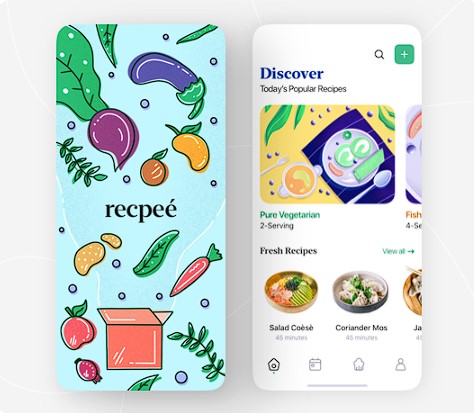 recpeé
Discover
Today's Popular Recipes
Pure Vegetarian
2-Serving
Fish
4-Se
Fresh Recipes
View all →
Salad Coèsè
45 minutes
Coriander Mos
45 minutes
Ja